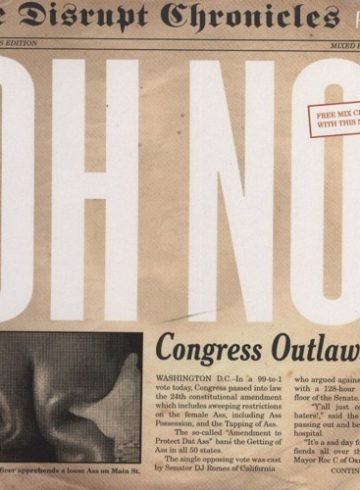 e Disrupt Chronicles
S EDITION
MIXED
OH NO
FREE MIX
WITH THIS
Congress Outlaw
WASHINGTON D.C.–In a 99-to-1
vote today, Congress passed into law
the 24th constitutional amendment
which includes sweeping restrictions
on the female Ass, including Ass
Possession, and the Tapping of Ass.
The so-called "Amendment to
Protect Dat Ass" bans the Getting of
Ass in all 50 states.
The single opposing vote was cast
by Senator DJ Romes of California
who argued against
with a 128-hour
floor of the Senate.
"Y'all just
haters!," said the
passing out and be
hospital.
"It's a sad day fo
fiends all over the
Mayor Roc C of Ox
CONTIN
ficer apprehends a loose Ass on Main St.